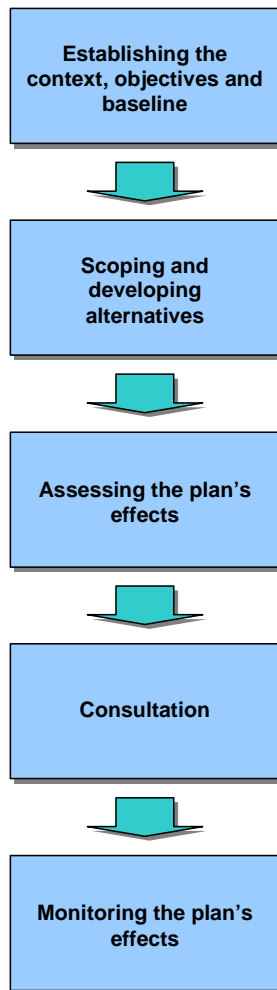 Establishing the
context, objectives and
baseline
Scoping and
developing
alternatives
Assessing the plan's
effects
Consultation
Monitoring the plan's
effects